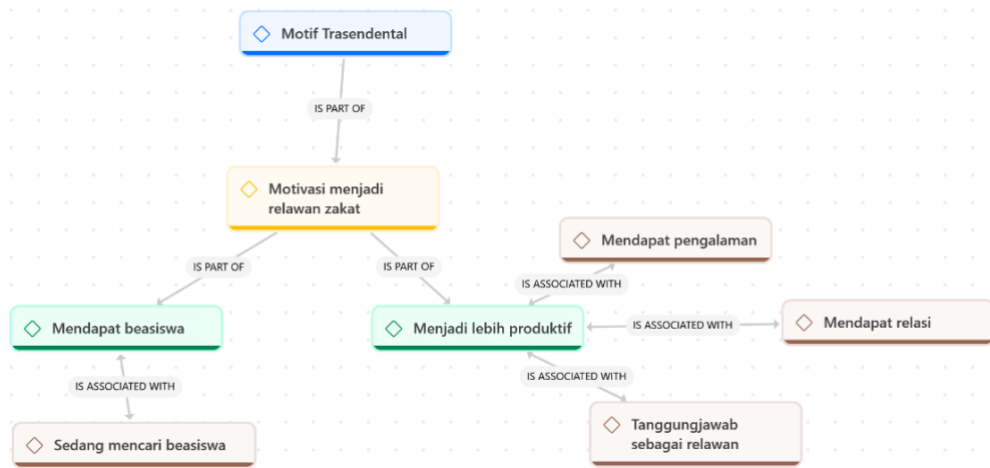 Motif Trasendental
IS PART OF
Motivasi menjadi
relawan zakat
IS PART OF
IS PART OF
Mendapat pengalaman
IS ASSOCIATED WITH
Mendapat beasiswa
Menjadi lebih produktif
IS ASSOCIATED WITH
Mendapat relasi
IS ASSOCIATED WITH
IS ASSOCIATED WITH
Sedang mencari beasiswa
Tanggungjawab
sebagai relawan